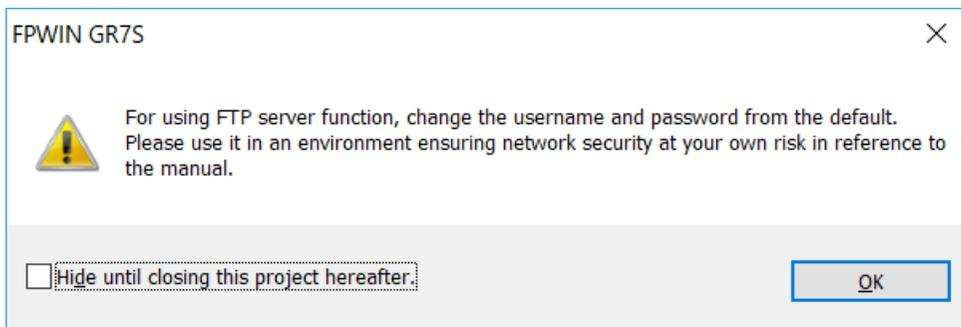 FPWIN GR7S
For using FTP server function, change the username and password from the default.
Please use it in an environment ensuring network security at your own risk in reference to
the manual.
Hide until closing this project hereafter.
OK